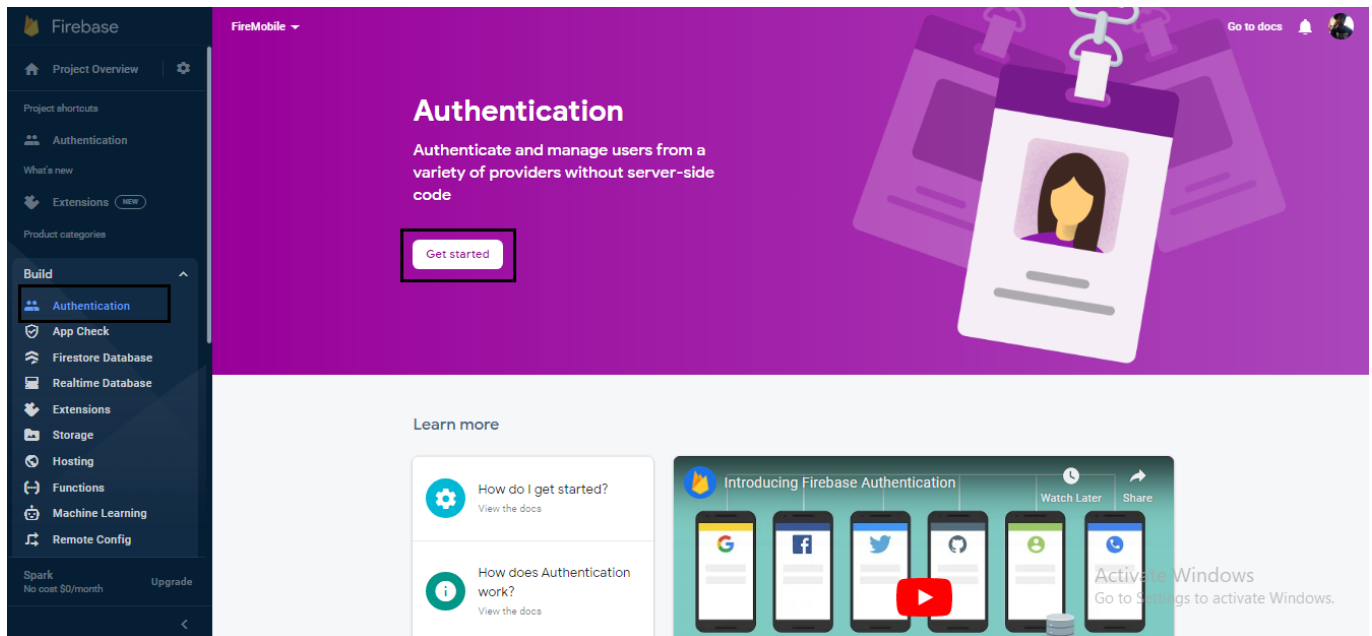 Firebase
Project Overview
Project shortcuts
Authentication
What's new
Extensions NEW
Product categories
Build
Authentication
App Check
Firestore Database
Realtime Database
Extensions
Storage
Hosting
Functions
Machine Learning
Remote Config
Spark
No cost $0/month
Upgrade
FireMobile
Go to docs
Authentication
Authenticate and manage users from a
variety of providers without server-side
code
Get started
Learn more
How do I get started?
View the docs
How does Authentication
work?
View the docs
Introducing Firebase Authentication
Watch Later
Share
Activate Windows
Go to Settings to activate Windows.